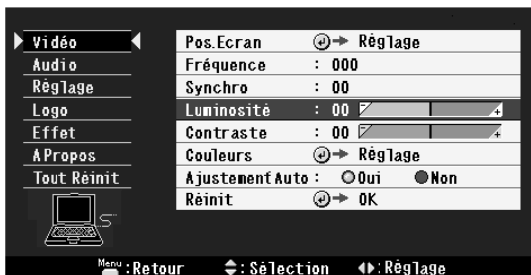 Vidéo
Audio
Réglage
Logo
Effet
A Propos
Tout Réinit
Pos.Ecran Réglage
Fréquence : 000
Synchro : 00
Luminosité : 00 - +
Contraste : 00 - +
Couleurs Réglage
Ajustement Auto : Oui Non
Réinit OK
Menu : Retour : Sélection : Réglage